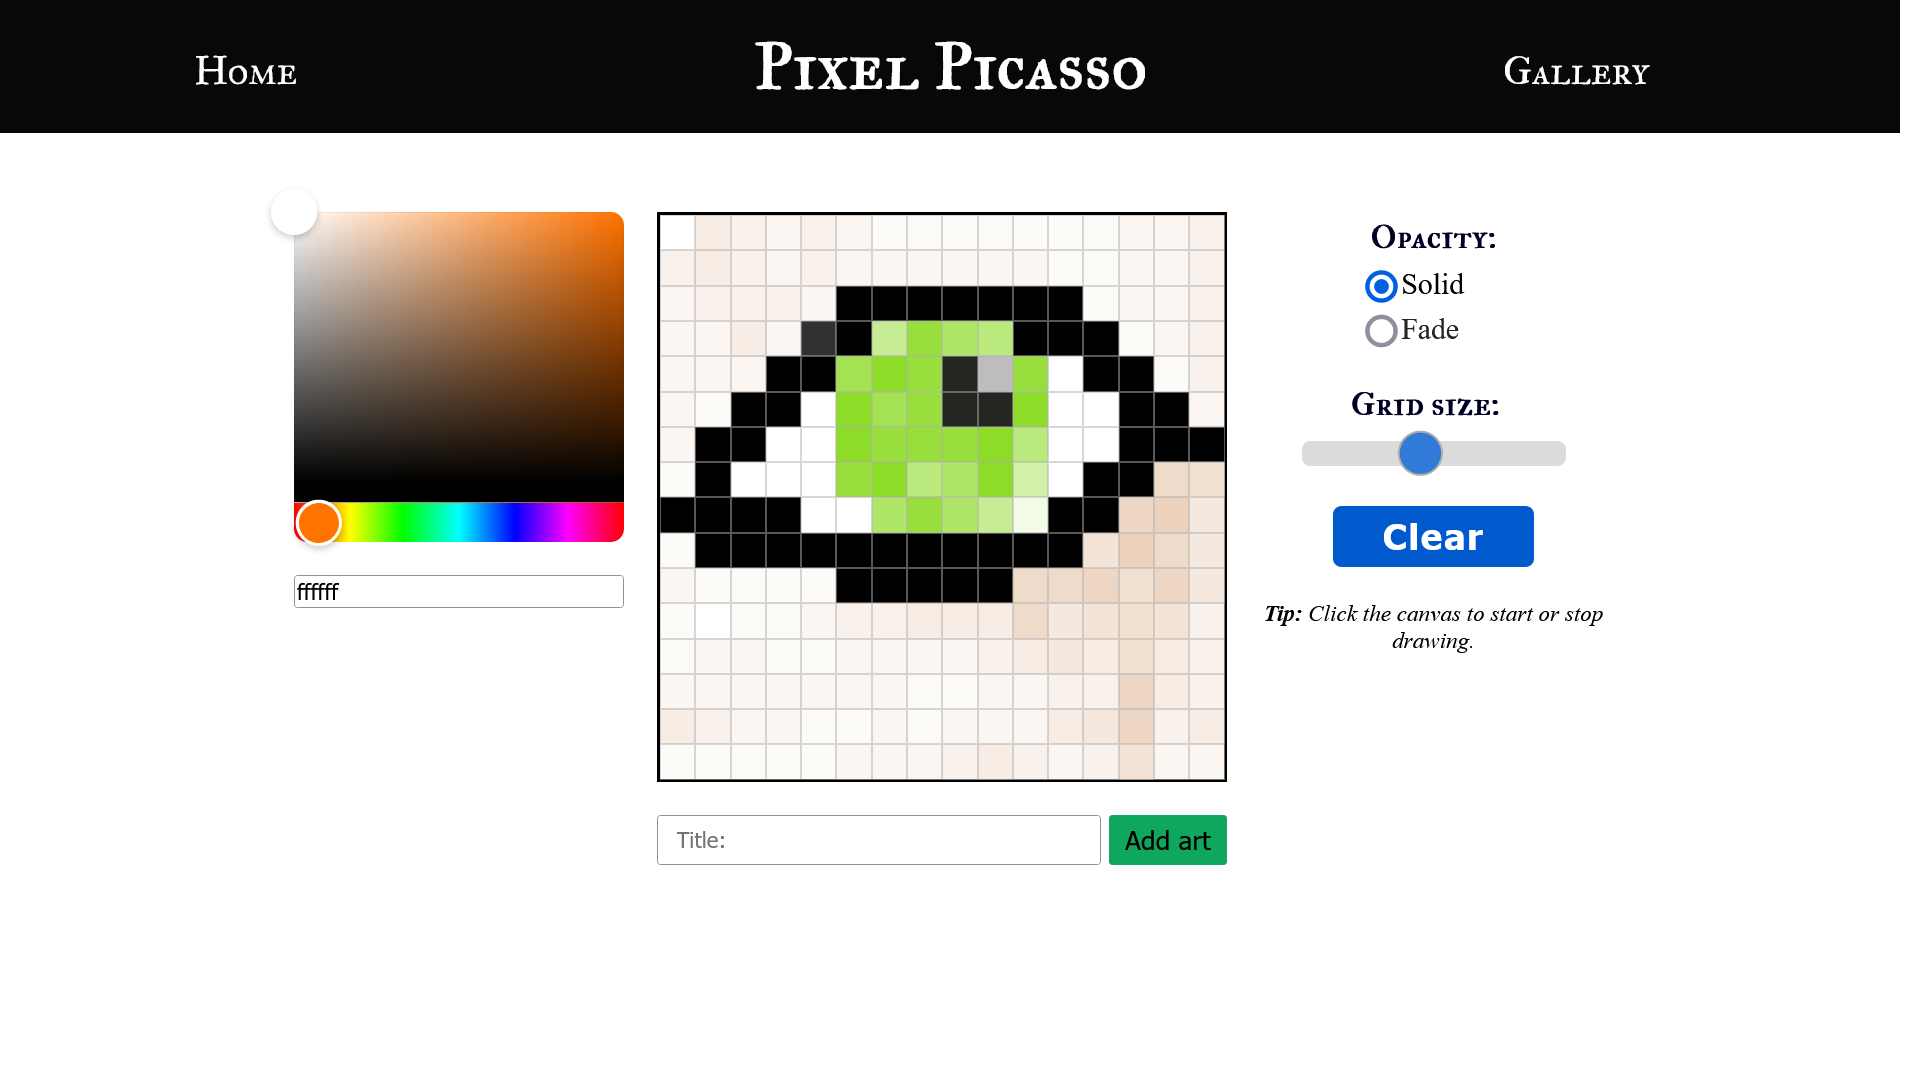 Home
Pixel Picasso
Gallery
Opacity:
Solid
Fade
Grid size:
Clear
ffffff
Tip: Click the canvas to start or stop
drawing.
Title:
Add art